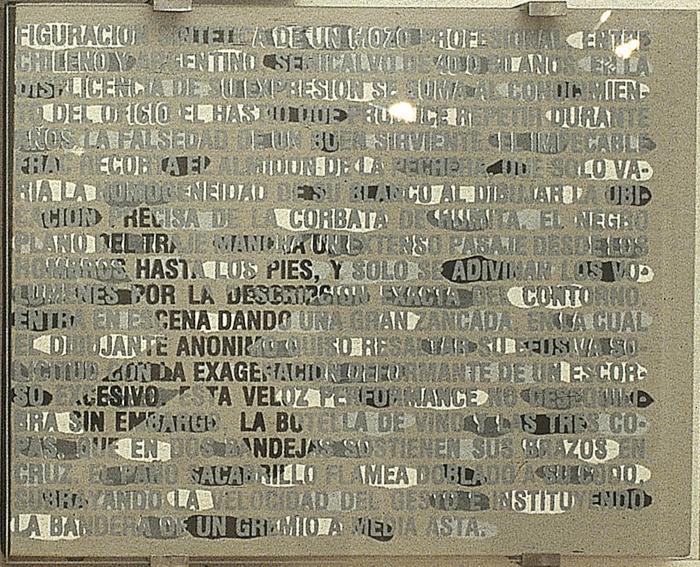 FIGURACION SINTETICA DE UN MOZO PROFESIONAL ENTRE
CHILENO Y ARGENTINO SEMICALVO DE 40 AÑOS EN LA
DISPLICENCIA DE SU EXPRESION SE SUMA AL CONOCIMIEN-
TO DEL OFICIO EL HASTIO QUE PRODUCE REPETIR DURANTE
AÑOS LA FALSEDAD DE UN BUEN SIRVIENTE EL IMPECABLE
FRAC RECORTA EL ALMIDON DE LA PECHERA QUE SOLO VA-
RIA LA HOMOGENEIDAD DE SU BLANCO AL DIBUJAR LA UBI-
CACION PRECISA DE LA CORBATA DE HUMITA, EL NEGRO
PLANO DEL TRAJE MANCHA UN EXTENSO PASAJE DESDE LOS
HOMBROS HASTA LOS PIES, Y SOLO SE ADIVINAN LOS VO-
LUMENES POR LA DESCRIPCION EXACTA DEL CONTORNO.
ENTRA EN ESCENA DANDO UNA GRAN ZANCADA, EN LA CUAL
EL DIBUJANTE ANONIMO QUISO RESALTAR SU EFUSIVA SO-
LICITUD CON LA EXAGERACION DEFORMANTE DE UN ESCOR-
SO EXCESIVO. ESTA VELOZ PERFORMANCE NO DESEQUILI-
BRA SIN EMBARGO, LA BOTELLA DE VINO Y LAS TRES CO-
PAS, QUE EN DOS BANDEJAS SOSTIENEN SUS BRAZOS EN
CRUZ. EL PAÑO SACABRILLO FLAMEA DOBLADO A SU CODO,
SUBRAYANDO LA VELOCIDAD DEL GESTO E INSTITUYENDO
LA BANDERA DE UN GREMIO A MEDIA ASTA.